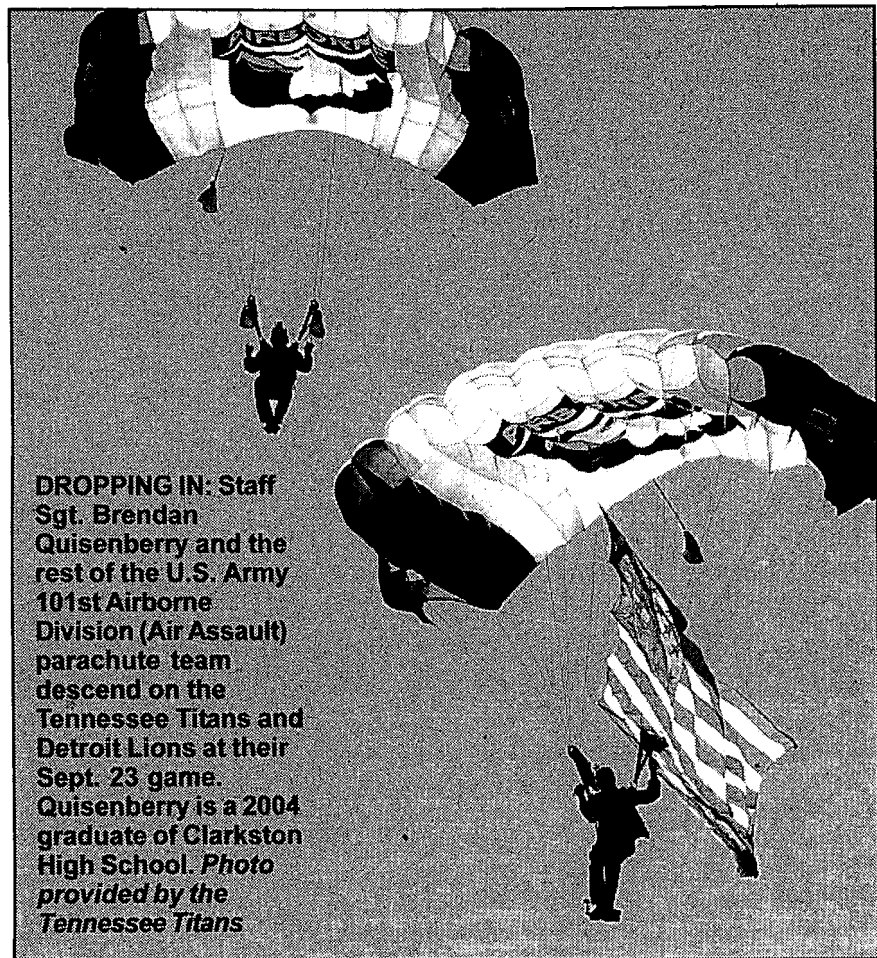 DROPPING IN: Staff
Sgt. Brendan
Quisenberry and the
rest of the U.S. Army
101st Airborne
Division (Air Assault)
parachute team
descend on the
Tennessee Titans and
Detroit Lions at their
Sept. 23 game.
Quisenberry is a 2004
graduate of Clarkston
High School. Photo
provided by the
Tennessee Titans